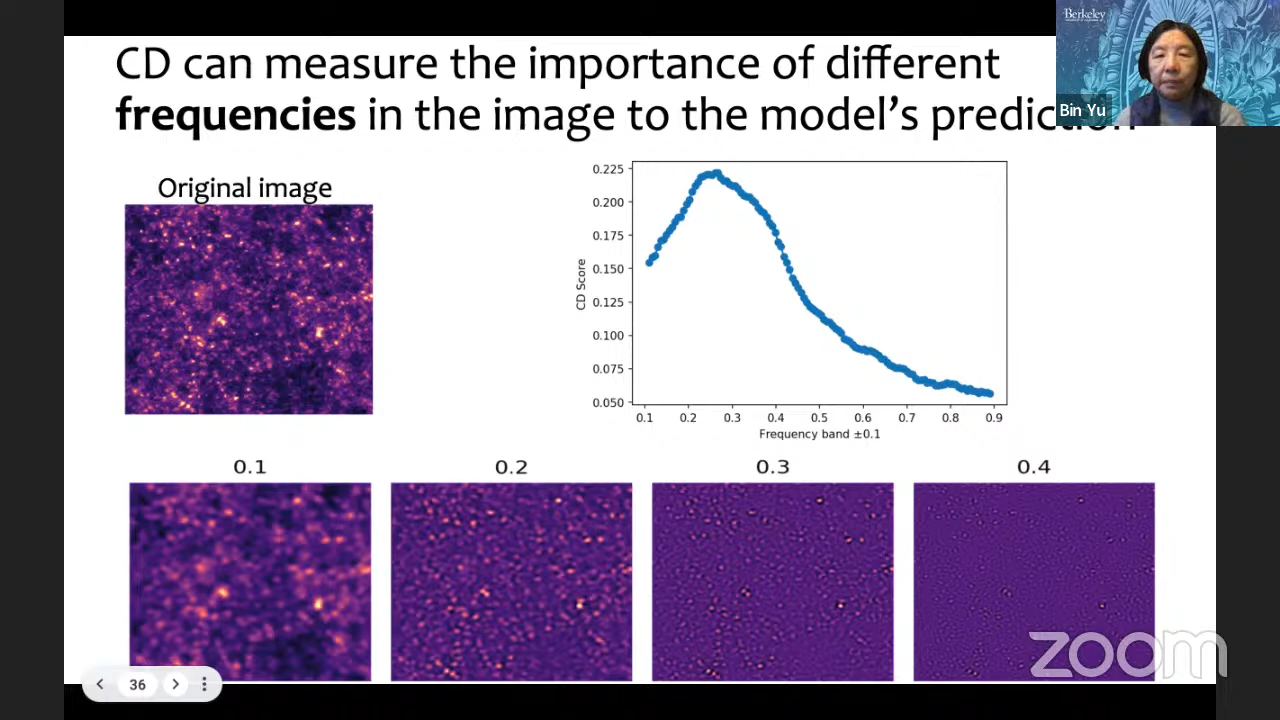 CD can measure the importance of different
frequencies in the image to the model's prediction
Berkeley
Bin Yu
Original image
0.225
0.200
0.175
0.150
0.125
0.100
0.075
0.050
CD Score
0.1 0.2 0.3 0.4 0.5 0.6 0.7 0.8 0.9
Frequency band ±0.1
0.1 0.2 0.3 0.4
36
zoom